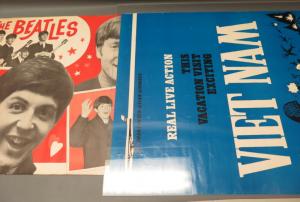 THE BEATLES
REAL LIVE ACTION
THIS
VACATION VISIT
EXCITING
VIET NAM